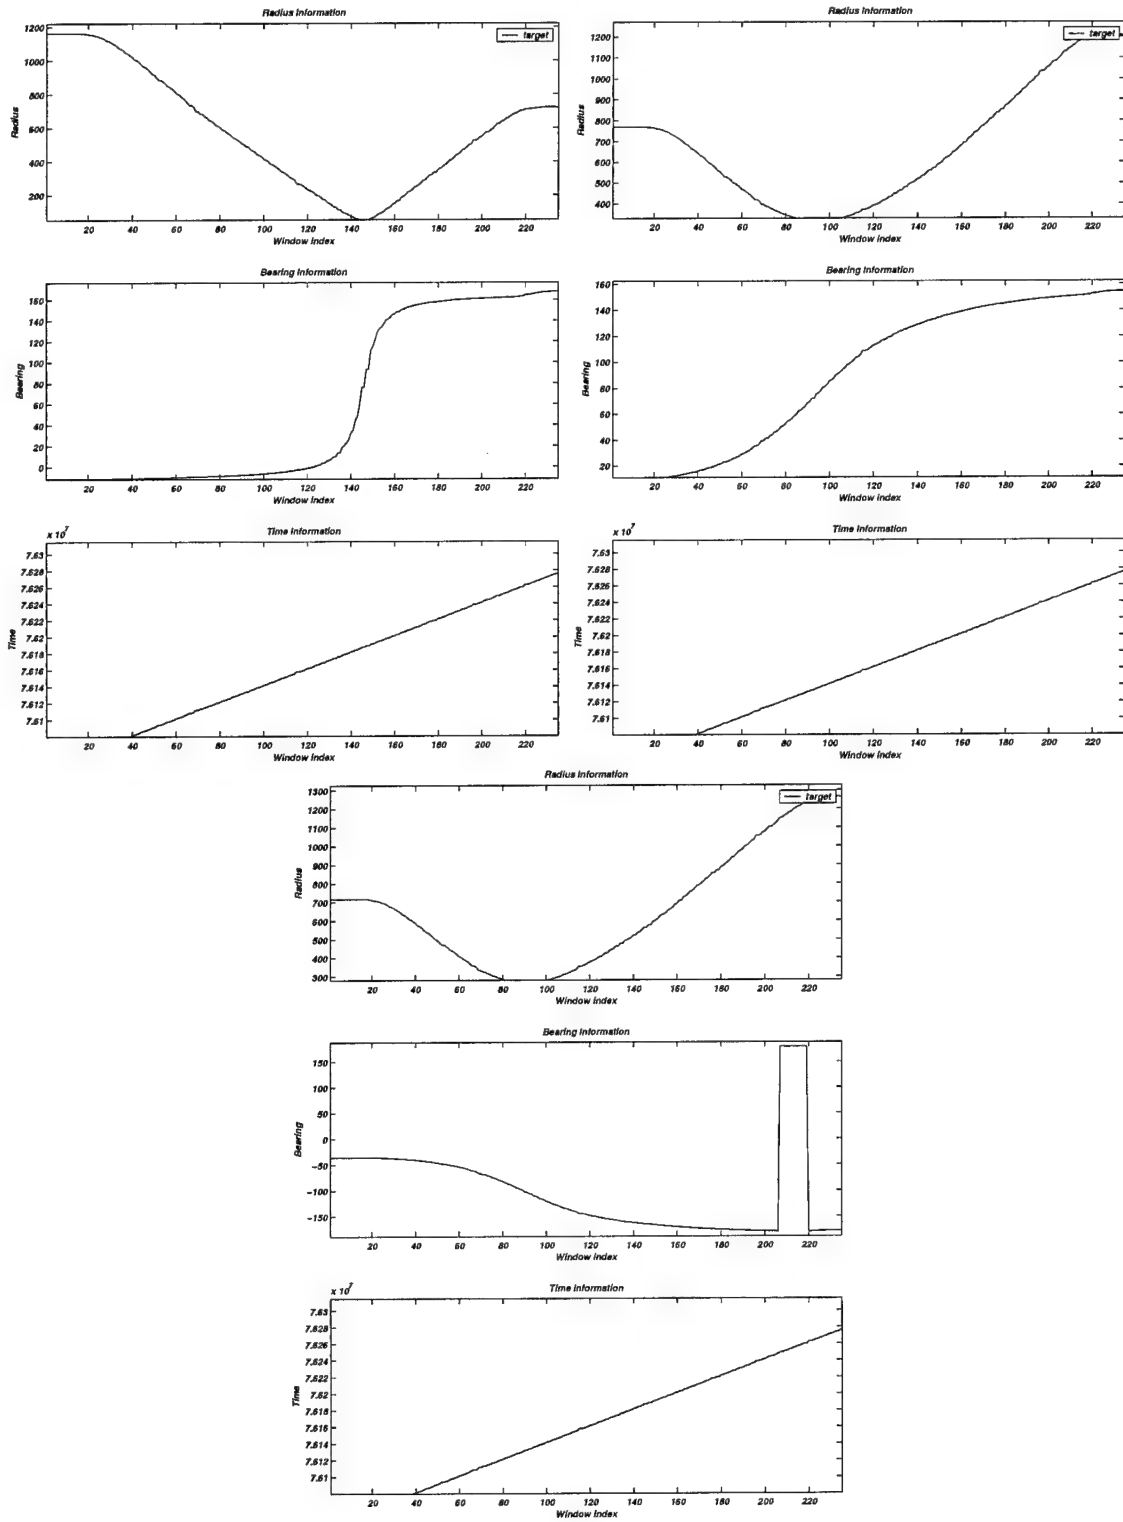 Radius Information
target
1200
1000
800
600
400
200
Radius
20 40 60 80 100 120 140 160 180 200 220
Window Index
Radius Information
target
1200
1100
1000
900
800
700
600
500
400
Radius
20 40 60 80 100 120 140 160 180 200 220
Window Index
Bearing Information
160
140
120
100
80
60
40
20
0
Bearing
20 40 60 80 100 120 140 160 180 200 220
Window Index
Bearing Information
160
140
120
100
80
60
40
20
Bearing
20 40 60 80 100 120 140 160 180 200 220
Window Index
x 10^7
Time Information
7.63
7.628
7.626
7.624
7.622
7.62
7.618
7.616
7.614
7.612
7.61
Time
20 40 60 80 100 120 140 160 180 200 220
Window Index
x 10^7
Time Information
7.63
7.628
7.626
7.624
7.622
7.62
7.618
7.616
7.614
7.612
7.61
Time
20 40 60 80 100 120 140 160 180 200 220
Window Index
Radius Information
target
1300
1200
1100
1000
900
800
700
600
500
400
300
Radius
20 40 60 80 100 120 140 160 180 200 220
Window Index
Bearing Information
150
100
50
0
-50
-100
-150
Bearing
20 40 60 80 100 120 140 160 180 200 220
Window Index
x 10^7
Time Information
7.63
7.628
7.626
7.624
7.622
7.62
7.618
7.616
7.614
7.612
7.61
Time
20 40 60 80 100 120 140 160 180 200 220
Window Index